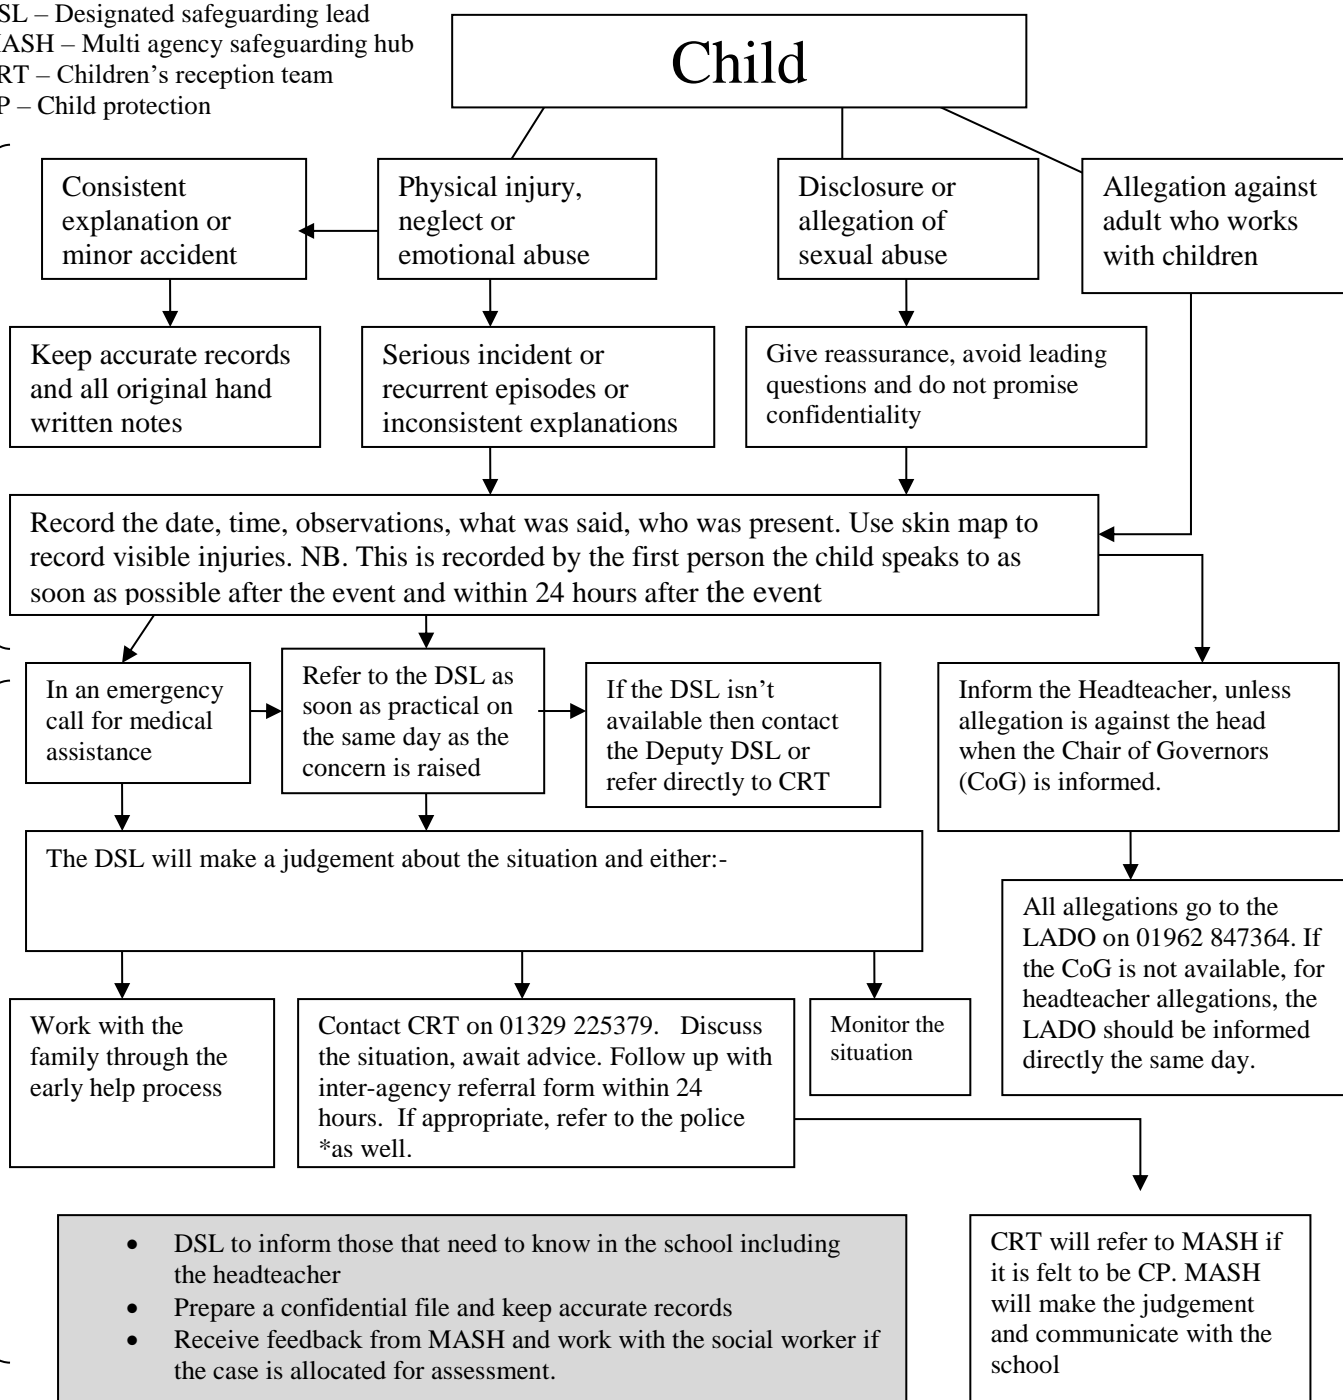 SL – Designated safeguarding lead
MASH – Multi agency safeguarding hub
RT – Children's reception team
P – Child protection
Child
Consistent
explanation or
minor accident
Physical injury,
neglect or
emotional abuse
Disclosure or
allegation of
sexual abuse
Allegation against
adult who works
with children
Keep accurate records
and all original hand
written notes
Serious incident or
recurrent episodes or
inconsistent explanations
Give reassurance, avoid leading
questions and do not promise
confidentiality
Record the date, time, observations, what was said, who was present. Use skin map to
record visible injuries. NB. This is recorded by the first person the child speaks to as
soon as possible after the event and within 24 hours after the event
In an emergency
call for medical
assistance
Refer to the DSL as
soon as practical on
the same day as the
concern is raised
If the DSL isn't
available then contact
the Deputy DSL or
refer directly to CRT
Inform the Headteacher, unless
allegation is against the head
when the Chair of Governors
(CoG) is informed.
The DSL will make a judgement about the situation and either:-
All allegations go to the
LADO on 01962 847364. If
the CoG is not available, for
headteacher allegations, the
LADO should be informed
directly the same day.
Work with the
family through the
early help process
Contact CRT on 01329 225379. Discuss
the situation, await advice. Follow up with
inter-agency referral form within 24
hours. If appropriate, refer to the police
*as well.
Monitor the
situation
• DSL to inform those that need to know in the school including
the headteacher
• Prepare a confidential file and keep accurate records
• Receive feedback from MASH and work with the social worker if
the case is allocated for assessment.
CRT will refer to MASH if
it is felt to be CP. MASH
will make the judgement
and communicate with the
school